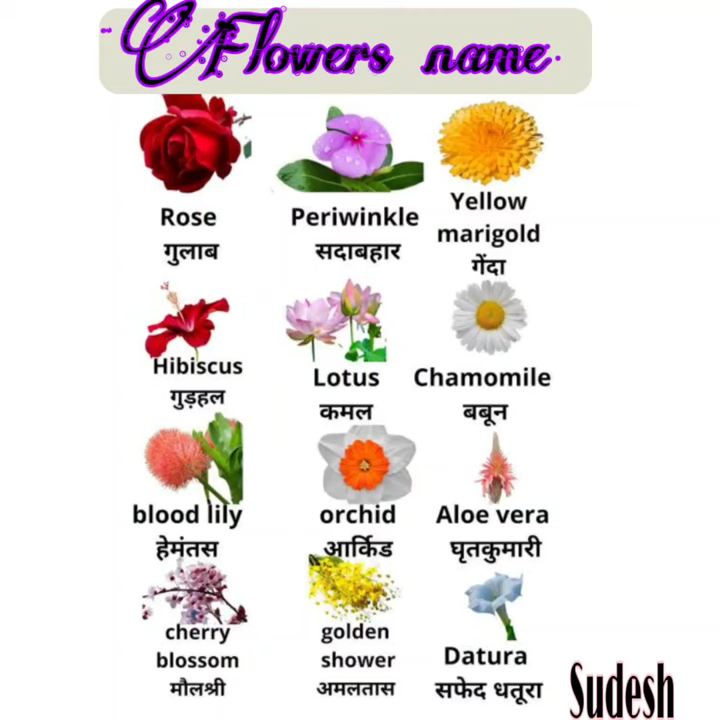 Flowers name
Rose
गुलाब
Periwinkle
सदाबहार
Yellow
marigold
गेंदा
Hibiscus
गुड़हल
Lotus
कमल
Chamomile
बबून
blood lily
हेमंतस
orchid
आर्किड
Aloe vera
घृतकुमारी
cherry
blossom
मौलश्री
golden
shower
अमलतास
Datura
सफेद धतूरा
Sudesh